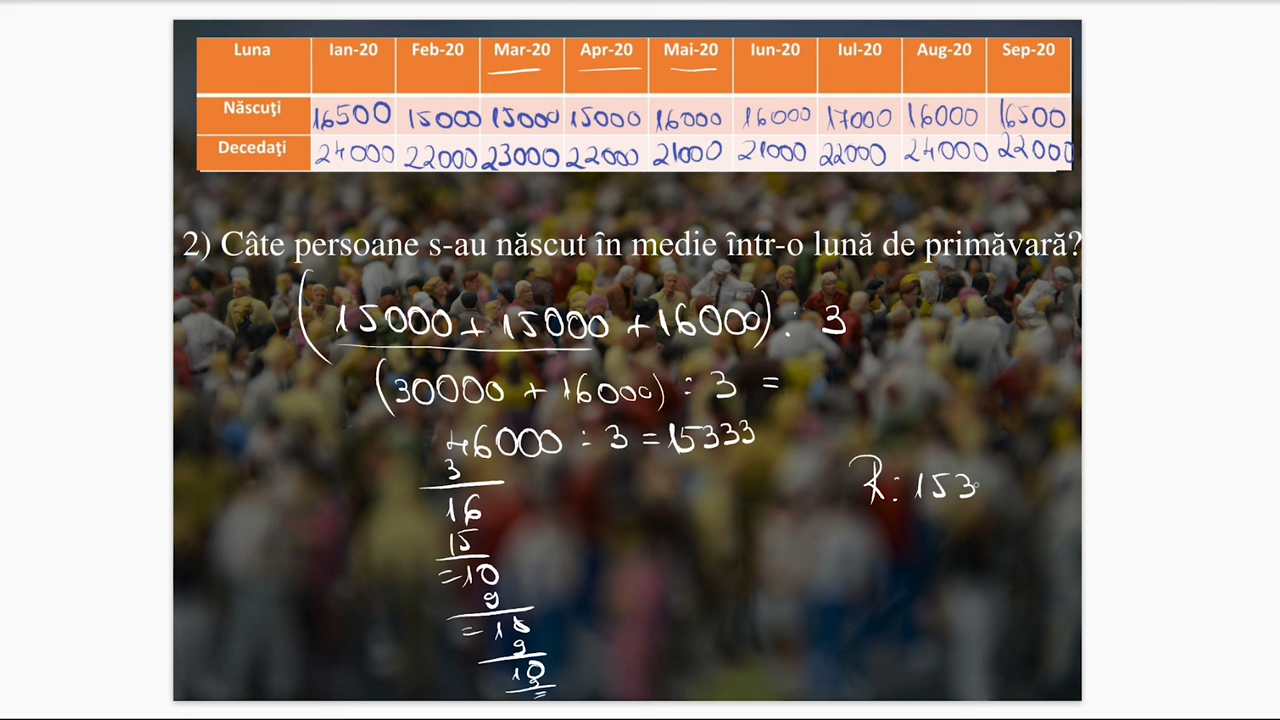 Luna Ian-20 Feb-20 Mar-20 Apr-20 Mai-20 Iun-20 Iul-20 Aug-20 Sep-20
Născuţi 16500 15000 15000 15000 16000 16000 17000 16000 16500
Decedaţi 24000 22000 23000 22000 21000 21000 22000 24000 22000
2) Câte persoane s-au născut în medie într-o lună de primăvară?
(15000 + 15000 + 16000) : 3
(30000 + 16000) : 3 =
46000 : 3 = 15333
3
R: 153
16
15
=10
9
=10
9
10
=